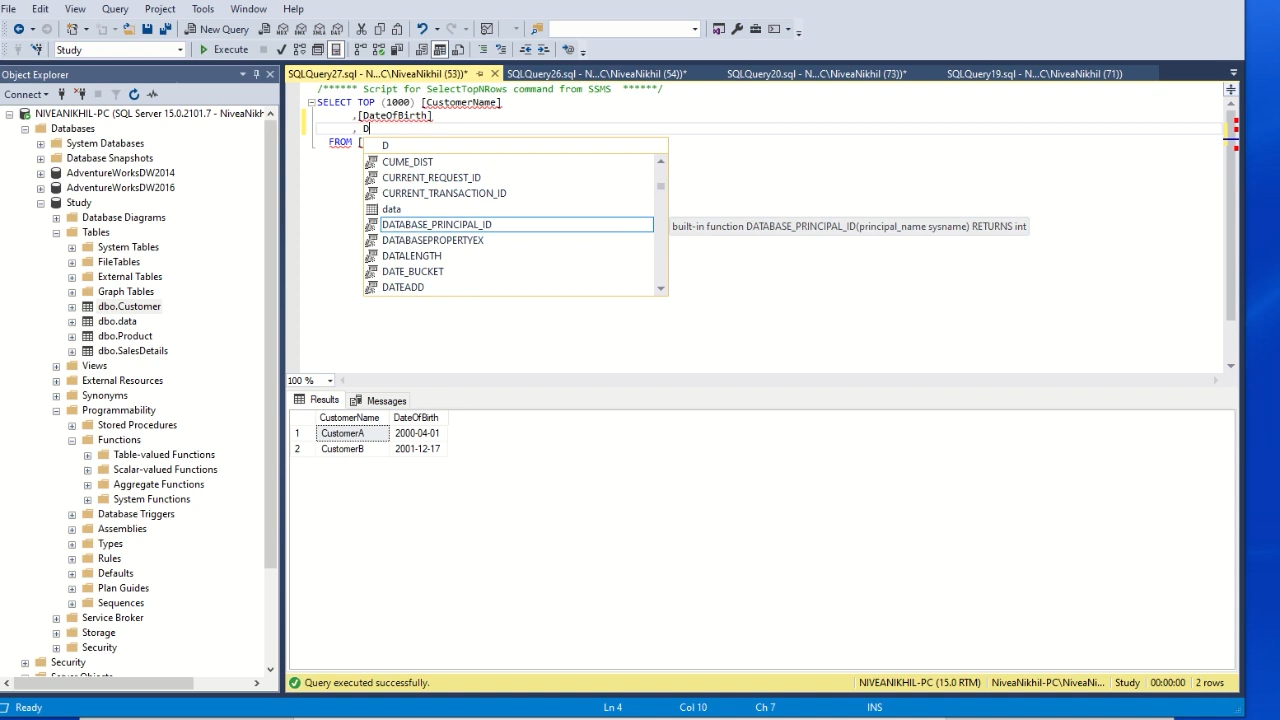 File Edit View Query Project Tools Window Help
New Query
Study Execute
Object Explorer
Connect
NIVEANIKHIL-PC (SQL Server 15.0.2101.7 - NiveaNikh
Databases
System Databases
Database Snapshots
AdventureWorksDW2014
AdventureWorksDW2016
Study
Database Diagrams
Tables
System Tables
FileTables
External Tables
Graph Tables
dbo.Customer
dbo.data
dbo.Product
dbo.SalesDetails
Views
External Resources
Synonyms
Programmability
Stored Procedures
Functions
Table-valued Functions
Scalar-valued Functions
Aggregate Functions
System Functions
Database Triggers
Assemblies
Types
Rules
Defaults
Plan Guides
Sequences
Service Broker
Storage
Security
Security
SQLQuery27.sql - N...C\NiveaNikhil (53))* SQLQuery26.sql - N...C\NiveaNikhil (54))* SQLQuery20.sql - N...C\NiveaNikhil (73))* SQLQuery19.sql - N...C\NiveaNikhil (71))
/****** Script for SelectTopNRows command from SSMS ******/
SELECT TOP (1000) [CustomerName]
,[DateOfBirth]
, D
FROM [
D
CUME_DIST
CURRENT_REQUEST_ID
CURRENT_TRANSACTION_ID
data
DATABASE_PRINCIPAL_ID
DATABASEPROPERTYEX
DATALENGTH
DATE_BUCKET
DATEADD
built-in function DATABASE_PRINCIPAL_ID(principal_name sysname) RETURNS int
100 %
Results Messages
CustomerName DateOfBirth
1 CustomerA 2000-04-01
2 CustomerB 2001-12-17
Query executed successfully. NIVEANIKHIL-PC (15.0 RTM) NiveaNikhil-PC\NiveaNi... Study 00:00:00 2 rows
Ready Ln 4 Col 10 Ch 7 INS